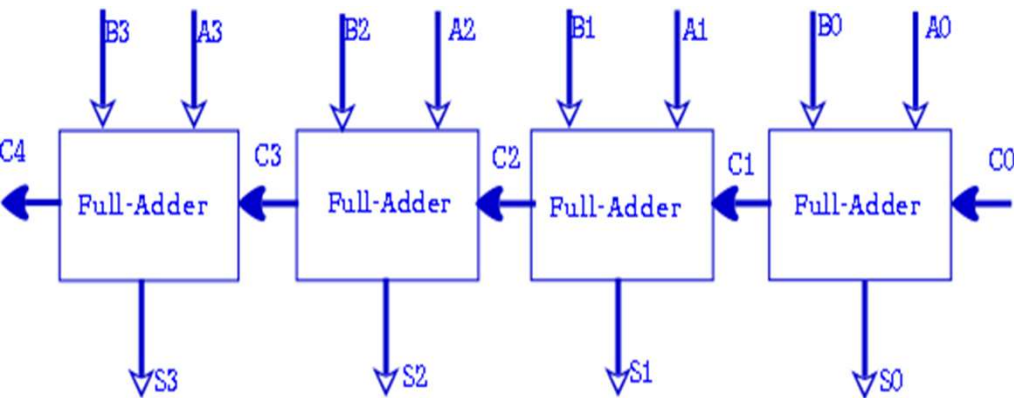 B3 A3 B2 A2 B1 A1 B0 A0
C4 C3 C2 C1 C0
Full-Adder Full-Adder Full-Adder Full-Adder
S3 S2 S1 S0